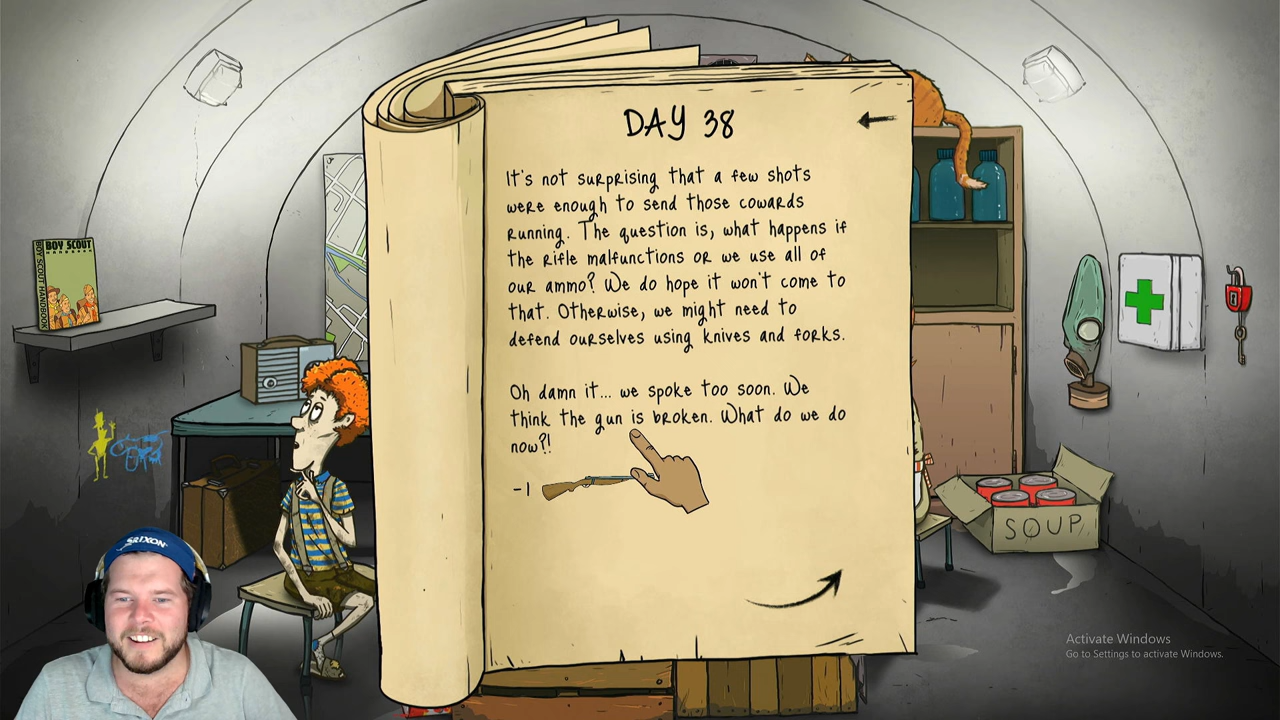 DAY 38
It's not surprising that a few shots
were enough to send those cowards
running. The question is, what happens if
the rifle malfunctions or we use all of
our ammo? We do hope it won't come to
that. Otherwise, we might need to
defend ourselves using knives and forks.
Oh damn it... we spoke too soon. We
think the gun is broken. What do we do
now?!
-1
BOY SCOUT
HANDBOOK
BOY SCOUT HANDBOOK
SOUP
SRIXON
Activate Windows
Go to Settings to activate Windows.